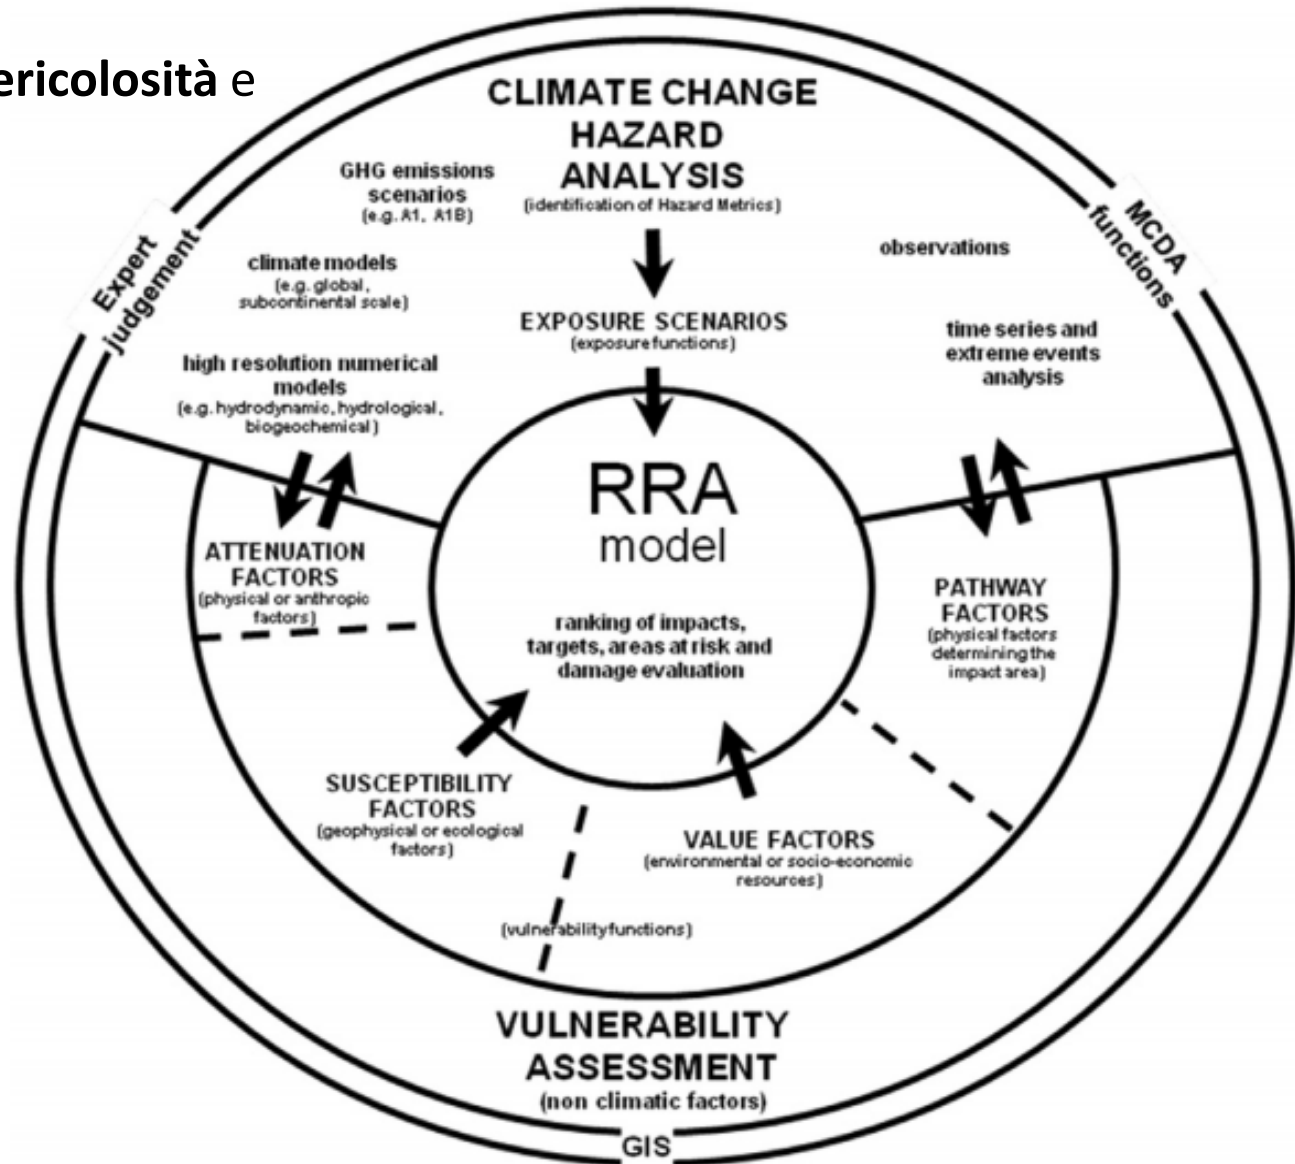 ericolosità e
CLIMATE CHANGE
HAZARD
ANALYSIS
(identification of Hazard Metrics)
GHG emissions
scenarios
(e.g. A1, A1B)
climate models
(e.g. global,
subcontinental scale)
high resolution numerical
models
(e.g. hydrodynamic, hydrological,
biogeochemical)
observations
time series and
extreme events
analysis
Expert
judgement
MCDA
functions
EXPOSURE SCENARIOS
(exposure functions)
RRA
model
ranking of impacts,
targets, areas at risk and
damage evaluation
ATTENUATION
FACTORS
(physical or anthropic
factors)
PATHWAY
FACTORS
(physical factors
determining the
impact area)
SUSCEPTIBILITY
FACTORS
(geophysical or ecological
factors)
VALUE FACTORS
(environmental or socio-economic
resources)
(vulnerability functions)
VULNERABILITY
ASSESSMENT
(non climatic factors)
GIS